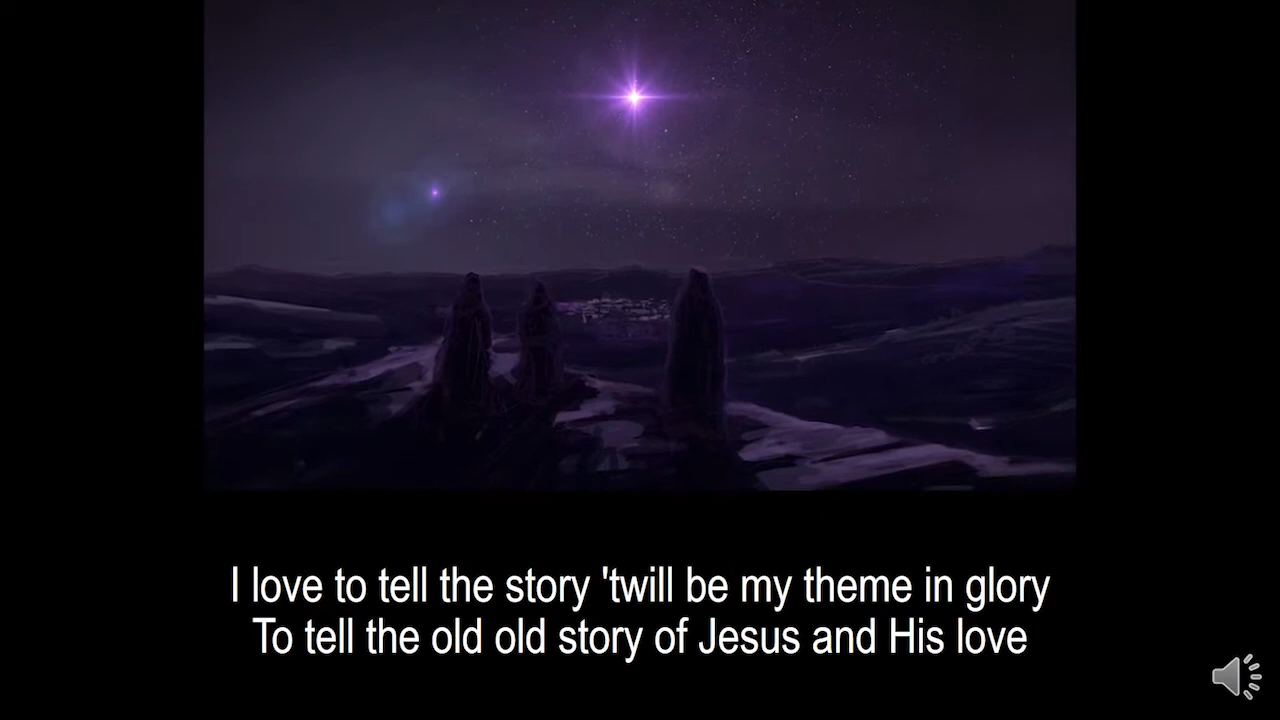 I love to tell the story 'twill be my theme in glory
To tell the old old story of Jesus and His love